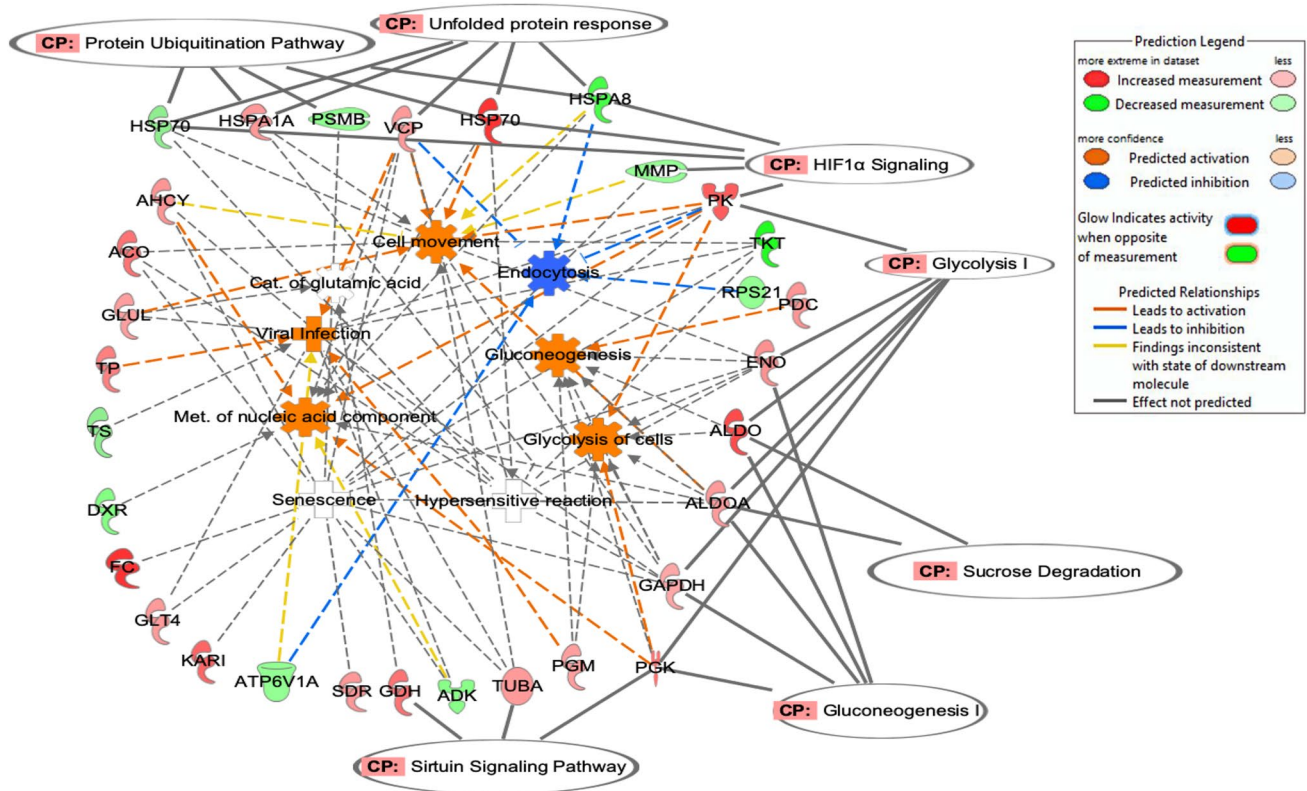 CP: Unfolded protein response
CP: Protein Ubiquitination Pathway
Prediction Legend
more extreme in dataset
less
Increased measurement
Decreased measurement
more confidence
less
Predicted activation
Predicted inhibition
Glow Indicates activity
when opposite
of measurement
Predicted Relationships
Leads to activation
Leads to inhibition
Findings inconsistent
with state of downstream
molecule
Effect not predicted
HSPA8
HSP70
HSPA1A
PSMB
VCP
HSP70
CP: HIF1α Signaling
MMP
AHCY
PK
Cell movement
TKT
ACO
CP: Glycolysis I
Endocytosis
Cat. of glutamic acid
RPS21
PDC
GLUL
Viral Infection
Gluconeogenesis
ENO
TP
Met. of nucleic acid component
TS
ALDO
Glycolysis of cells
Senescence
Hypersensitive reaction
ALDOA
DXR
FC
CP: Sucrose Degradation
GAPDH
GLT4
KARI
ATP6V1A
SDR
GDH
ADK
TUBA
PGM
PGK
CP: Gluconeogenesis I
CP: Sirtuin Signaling Pathway